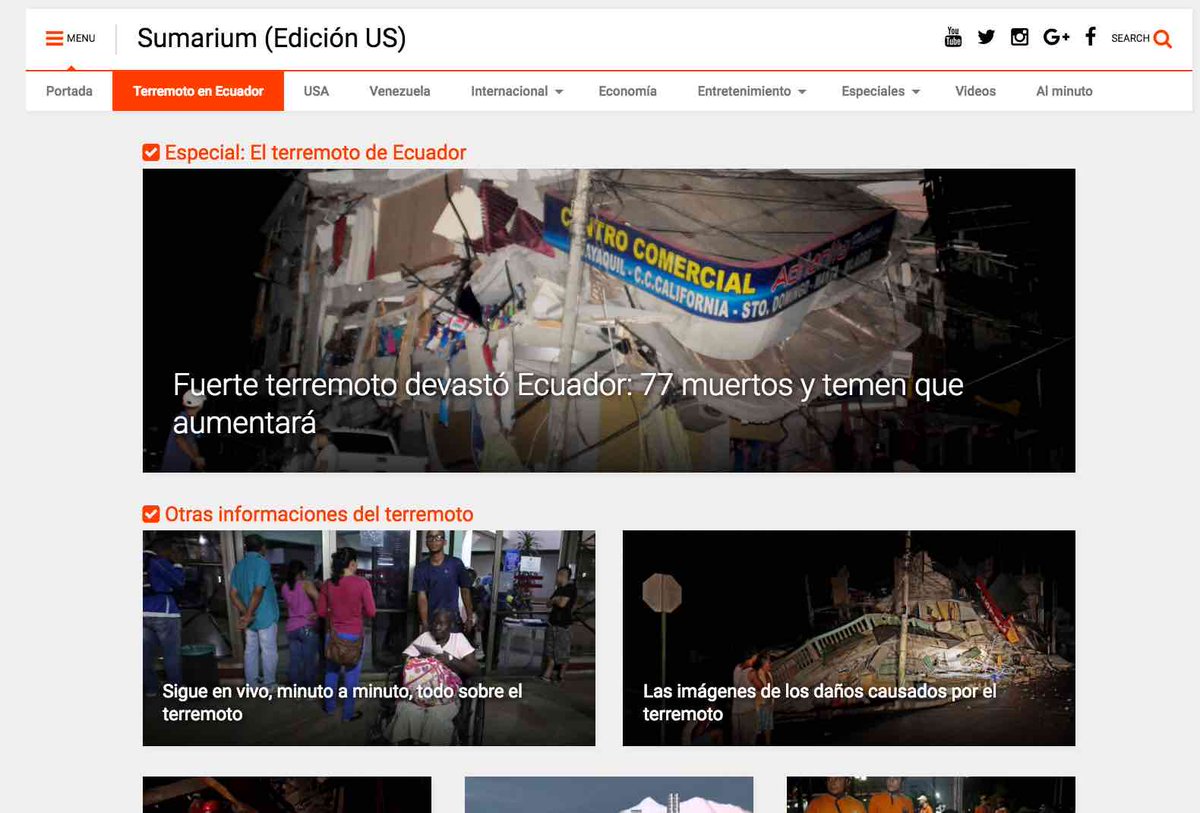 MENU
Sumarium (Edición US)
You
Tube
G+
f
SEARCH
Portada
Terremoto en Ecuador
USA
Venezuela
Internacional
Economía
Entretenimiento
Especiales
Videos
Al minuto
Especial: El terremoto de Ecuador
CENTRO COMERCIAL
AYAQUIL - C.C.CALIFORNIA - STO. DOMINGO
Fuerte terremoto devastó Ecuador: 77 muertos y temen que
aumentará
Otras informaciones del terremoto
Sigue en vivo, minuto a minuto, todo sobre el
terremoto
Las imágenes de los daños causados por el
terremoto